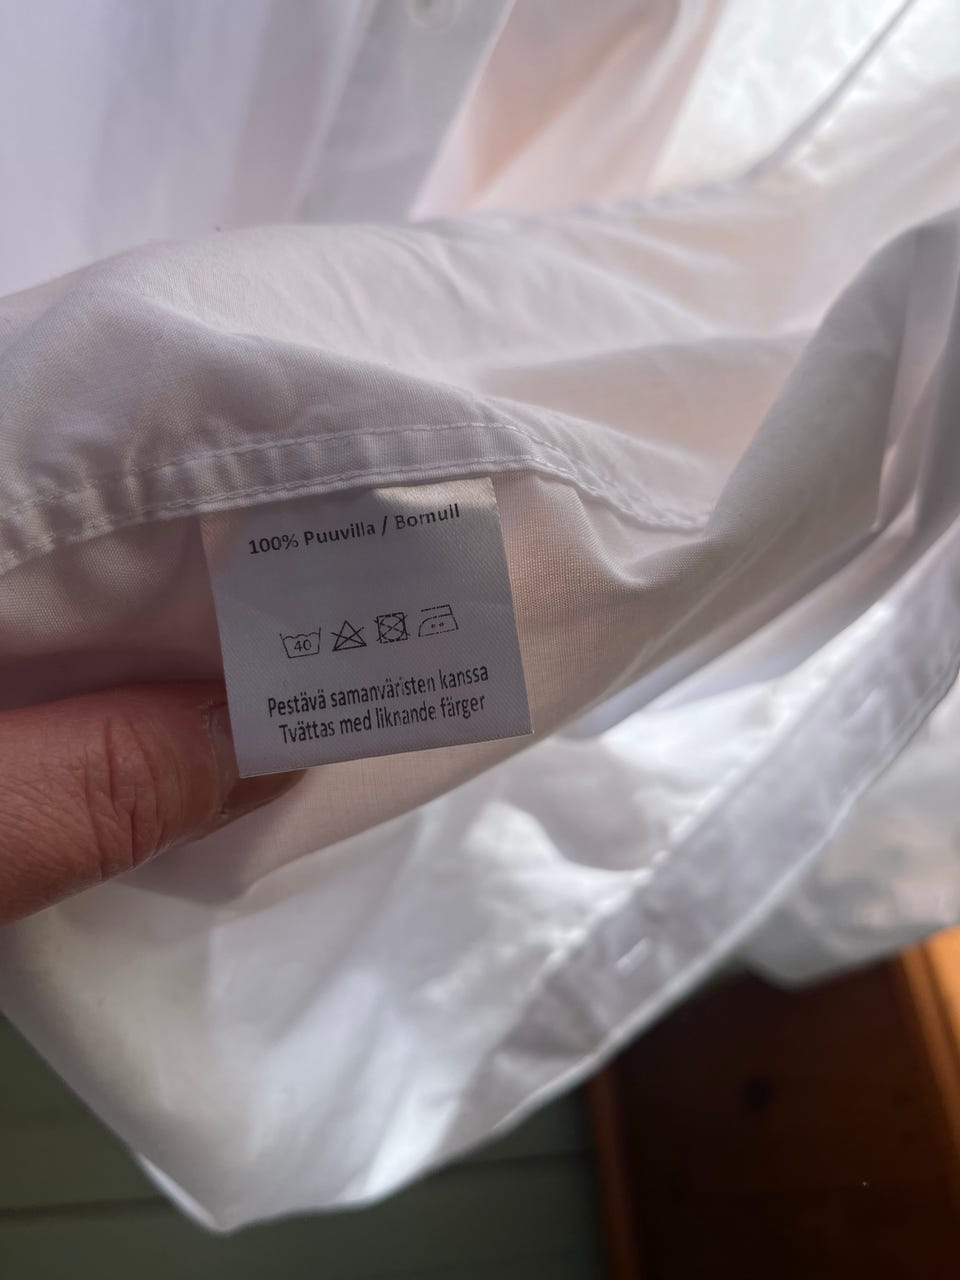 100% Puuvilla / Bomull
40
Pestävä samanväristen kanssa
Tvättas med liknande färger